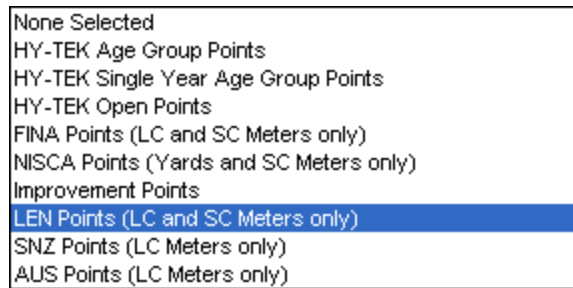 None Selected
HY-TEK Age Group Points
HY-TEK Single Year Age Group Points
HY-TEK Open Points
FINA Points (LC and SC Meters only)
NISCA Points (Yards and SC Meters only)
Improvement Points
LEN Points (LC and SC Meters only)
SNZ Points (LC Meters only)
AUS Points (LC Meters only)